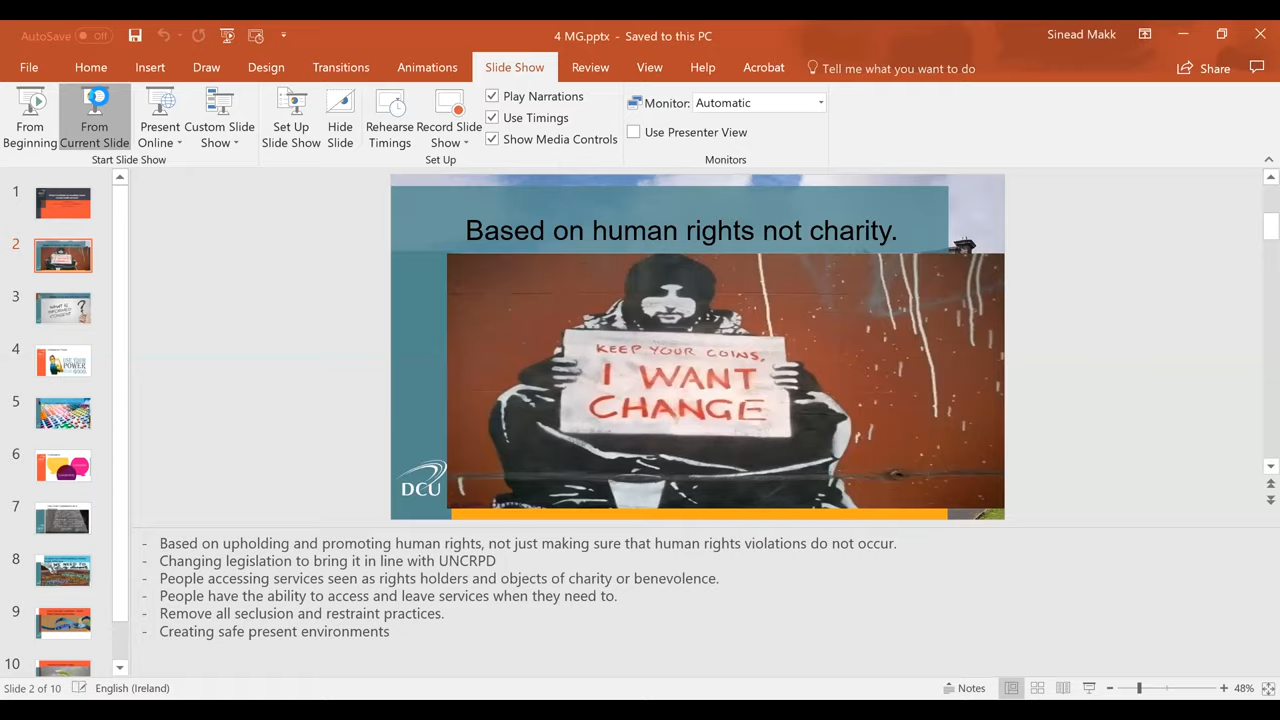 AutoSave Off
4 MG.pptx - Saved to this PC
Sinead Makk
File Home Insert Draw Design Transitions Animations Slide Show Review View Help Acrobat Tell me what you want to do Share
From Beginning
From Current Slide
Present Online
Custom Slide Show
Start Slide Show
Set Up Slide Show
Hide Slide
Rehearse Timings
Record Slide Show
Play Narrations
Use Timings
Show Media Controls
Set Up
Monitor: Automatic
Use Presenter View
Monitors
1
2
3
4
5
6
7
8
9
10
Based on human rights not charity.
KEEP YOUR COINS,
I WANT
CHANGE
DCU
- Based on upholding and promoting human rights, not just making sure that human rights violations do not occur.
- Changing legislation to bring it in line with UNCRPD
- People accessing services seen as rights holders and objects of charity or benevolence.
- People have the ability to access and leave services when they need to.
- Remove all seclusion and restraint practices.
- Creating safe present environments
Slide 2 of 10 English (Ireland) Notes 48%